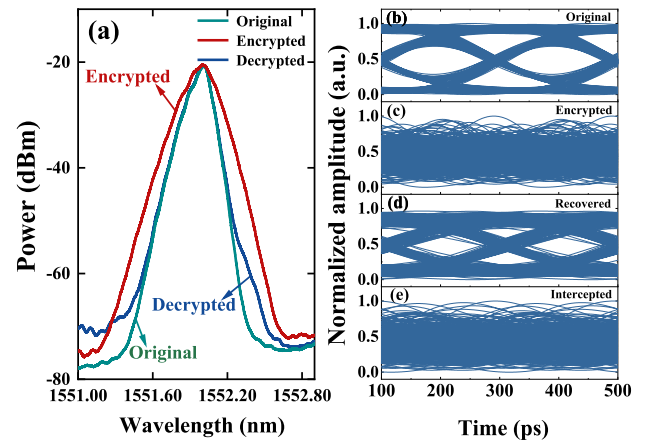 (a)
Original
Encrypted
Decrypted
Encrypted
Decrypted
Original
-20
-40
-60
-80
Power (dBm)
1551.00
1551.60
1552.20
1552.80
Wavelength (nm)
Normalized amplitude (a.u.)
(b)
Original
1.0
0.5
0.0
(c)
Encrypted
1.0
0.5
0.0
(d)
Recovered
1.0
0.5
0.0
(e)
Intercepted
1.0
0.5
0.0
100
200
300
400
500
Time (ps)